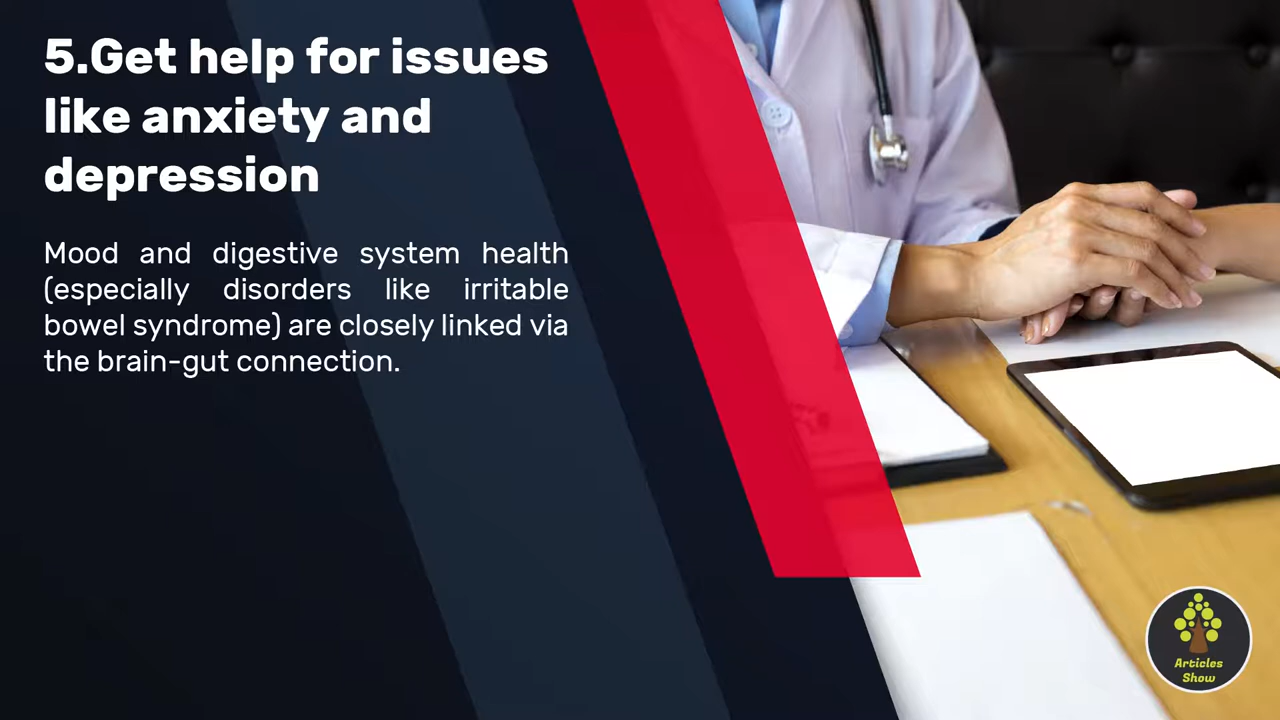 5.Get help for issues
like anxiety and
depression
Mood and digestive system health
(especially disorders like irritable
bowel syndrome) are closely linked via
the brain-gut connection.
Articles
Show